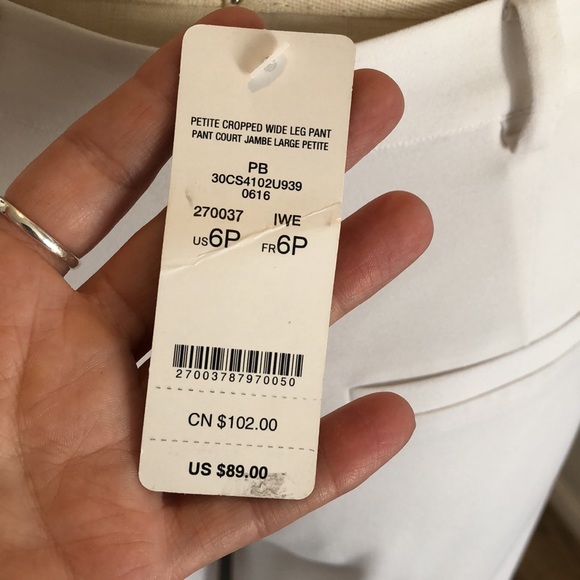 PETITE CROPPED WIDE LEG PANT
PANT COURT JAMBE LARGE PETITE
PB
30CS4102U939
0616
270037 IWE
US6P FR6P
27003787970050
CN $102.00
US $89.00